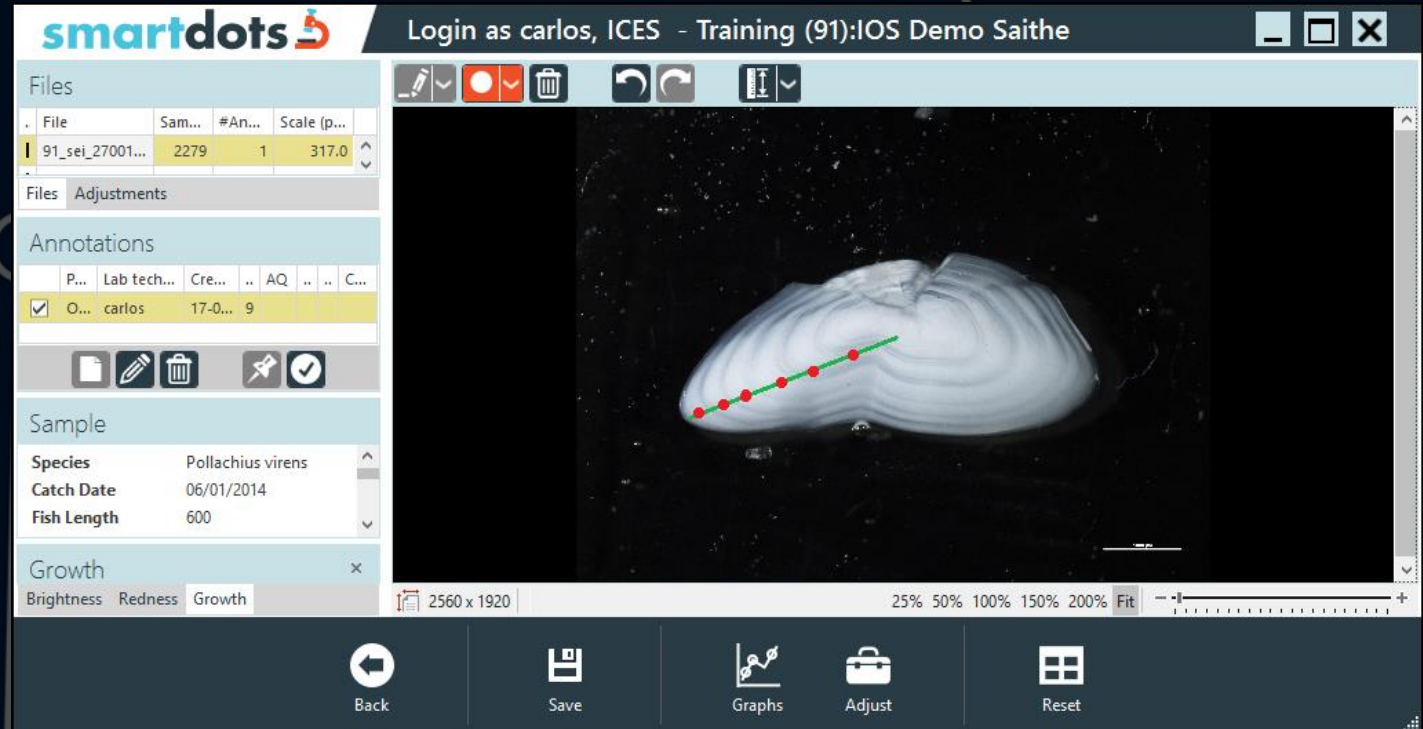 smartdots
Login as carlos, ICES - Training (91):IOS Demo Saithe
Files
. File Sam... #An... Scale (p...
91_sei_27001... 2279 1 317.0
Files Adjustments
Annotations
P... Lab tech... Cre... .. AQ .. .. C...
O... carlos 17-0... 9
Sample
Species Pollachius virens
Catch Date 06/01/2014
Fish Length 600
Growth
Brightness Redness Growth
2560 x 1920
25% 50% 100% 150% 200% Fit
Back
Save
Graphs
Adjust
Reset